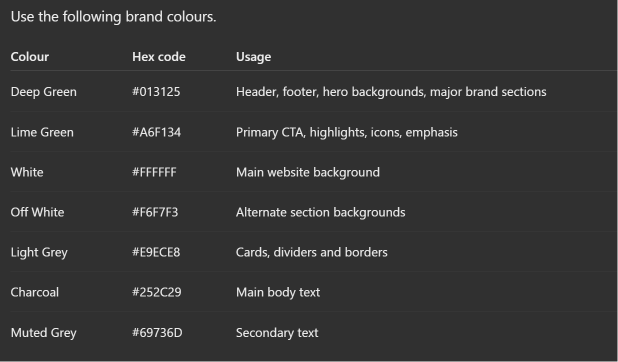 Use the following brand colours.
Colour Hex code Usage
Deep Green #013125 Header, footer, hero backgrounds, major brand sections
Lime Green #A6F134 Primary CTA, highlights, icons, emphasis
White #FFFFFF Main website background
Off White #F6F7F3 Alternate section backgrounds
Light Grey #E9ECE8 Cards, dividers and borders
Charcoal #252C29 Main body text
Muted Grey #69736D Secondary text